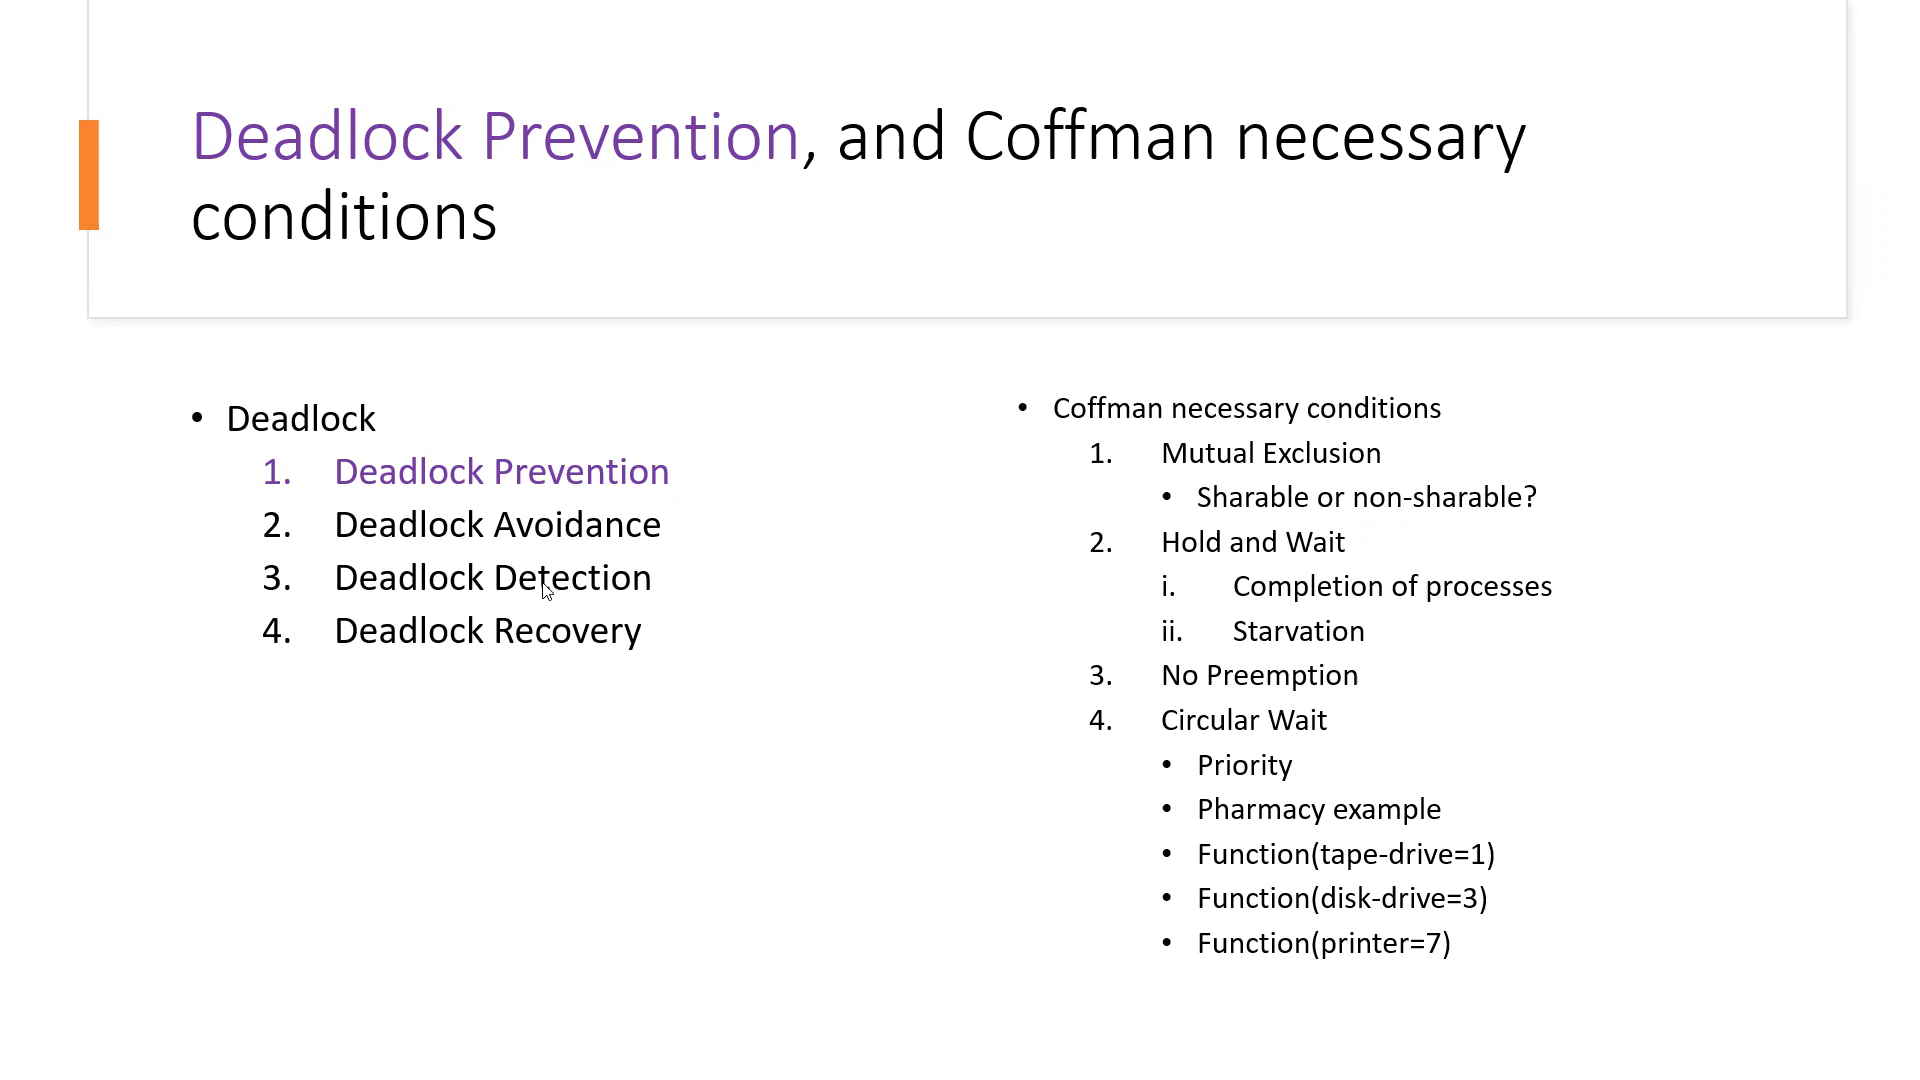 Deadlock Prevention, and Coffman necessary
conditions
• Deadlock
1. Deadlock Prevention
2. Deadlock Avoidance
3. Deadlock Detection
4. Deadlock Recovery
• Coffman necessary conditions
1. Mutual Exclusion
• Sharable or non-sharable?
2. Hold and Wait
i. Completion of processes
ii. Starvation
3. No Preemption
4. Circular Wait
• Priority
• Pharmacy example
• Function(tape-drive=1)
• Function(disk-drive=3)
• Function(printer=7)